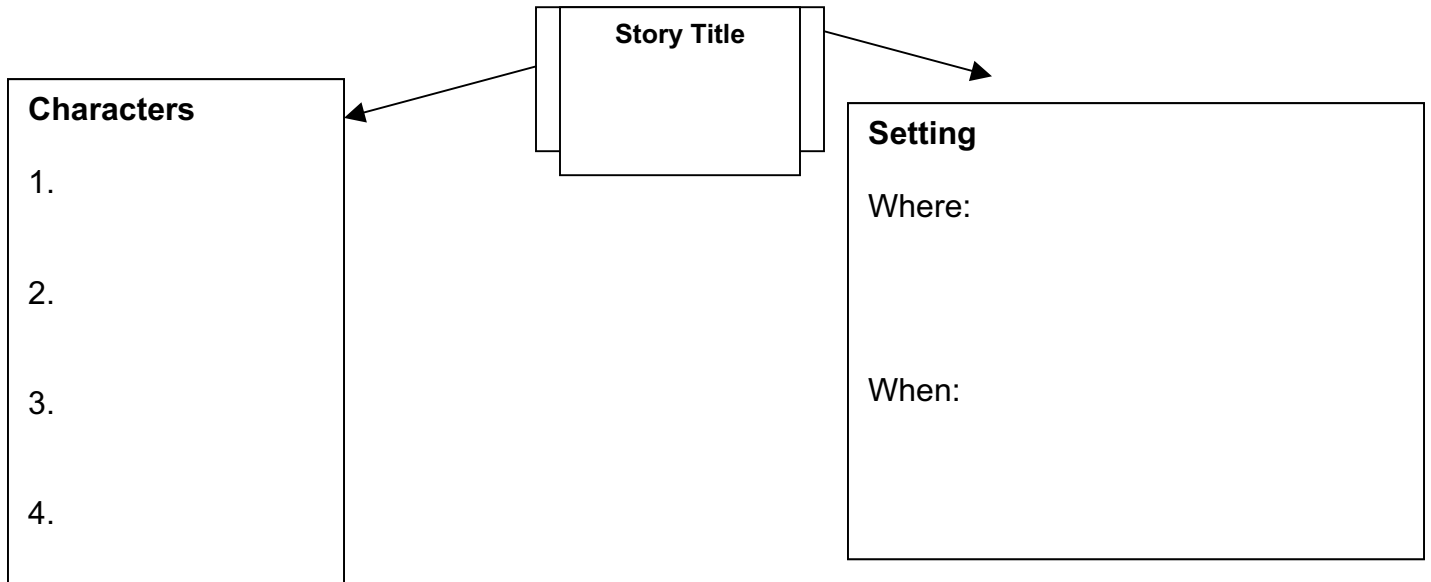 Story Title
Characters
1.
2.
3.
4.
Setting
Where:
When: